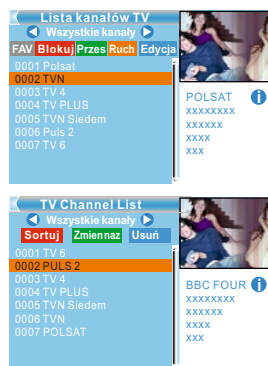 Lista kanałów TV
Wszystkie kanały
FAV Blokuj Przes Ruch Edycja
0001 Polsat
0002 TVN
0003 TV 4
0004 TV PLUS
0005 TVN Siedem
0006 Puls 2
0007 TV 6
POLSAT i
xxxxxxxx
xxxxxx
xxxx
xxx
TV Channel List
Wszystkie kanały
Sortuj Zmien naz Usuń
0001 TV 6
0002 PULS 2
0003 TV 4
0004 TV PLUS
0005 TVN Siedem
0006 TVN
0007 POLSAT
BBC FOUR i
xxxxxxxx
xxxxxx
xxxx
xxx